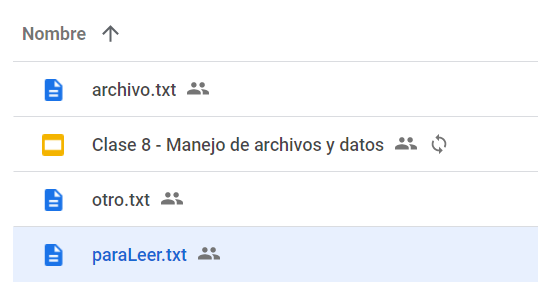 Nombre
archivo.txt
Clase 8 - Manejo de archivos y datos
otro.txt
paraLeer.txt